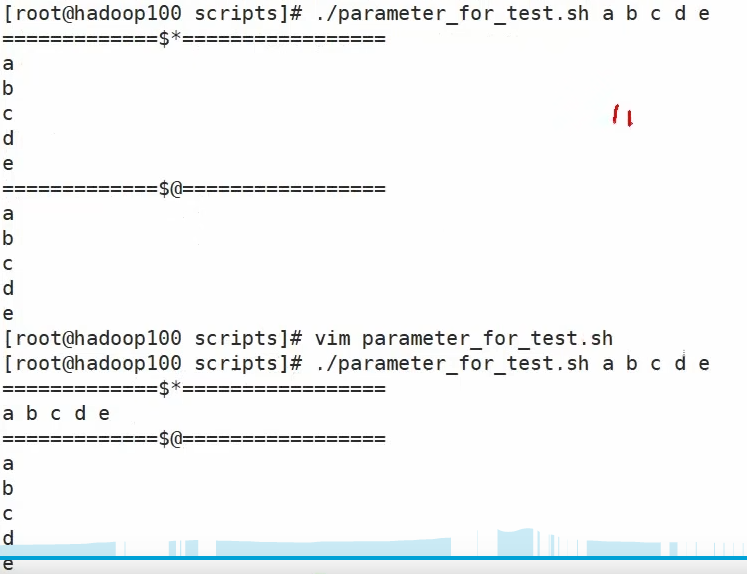 [root@hadoop100 scripts]# ./parameter_for_test.sh a b c d e
=============$*=================
a
b
c
d
e
=============$@=================
a
b
c
d
e
[root@hadoop100 scripts]# vim parameter_for_test.sh
[root@hadoop100 scripts]# ./parameter_for_test.sh a b c d e
=============$*=================
a b c d e
=============$@=================
a
b
c
d
e